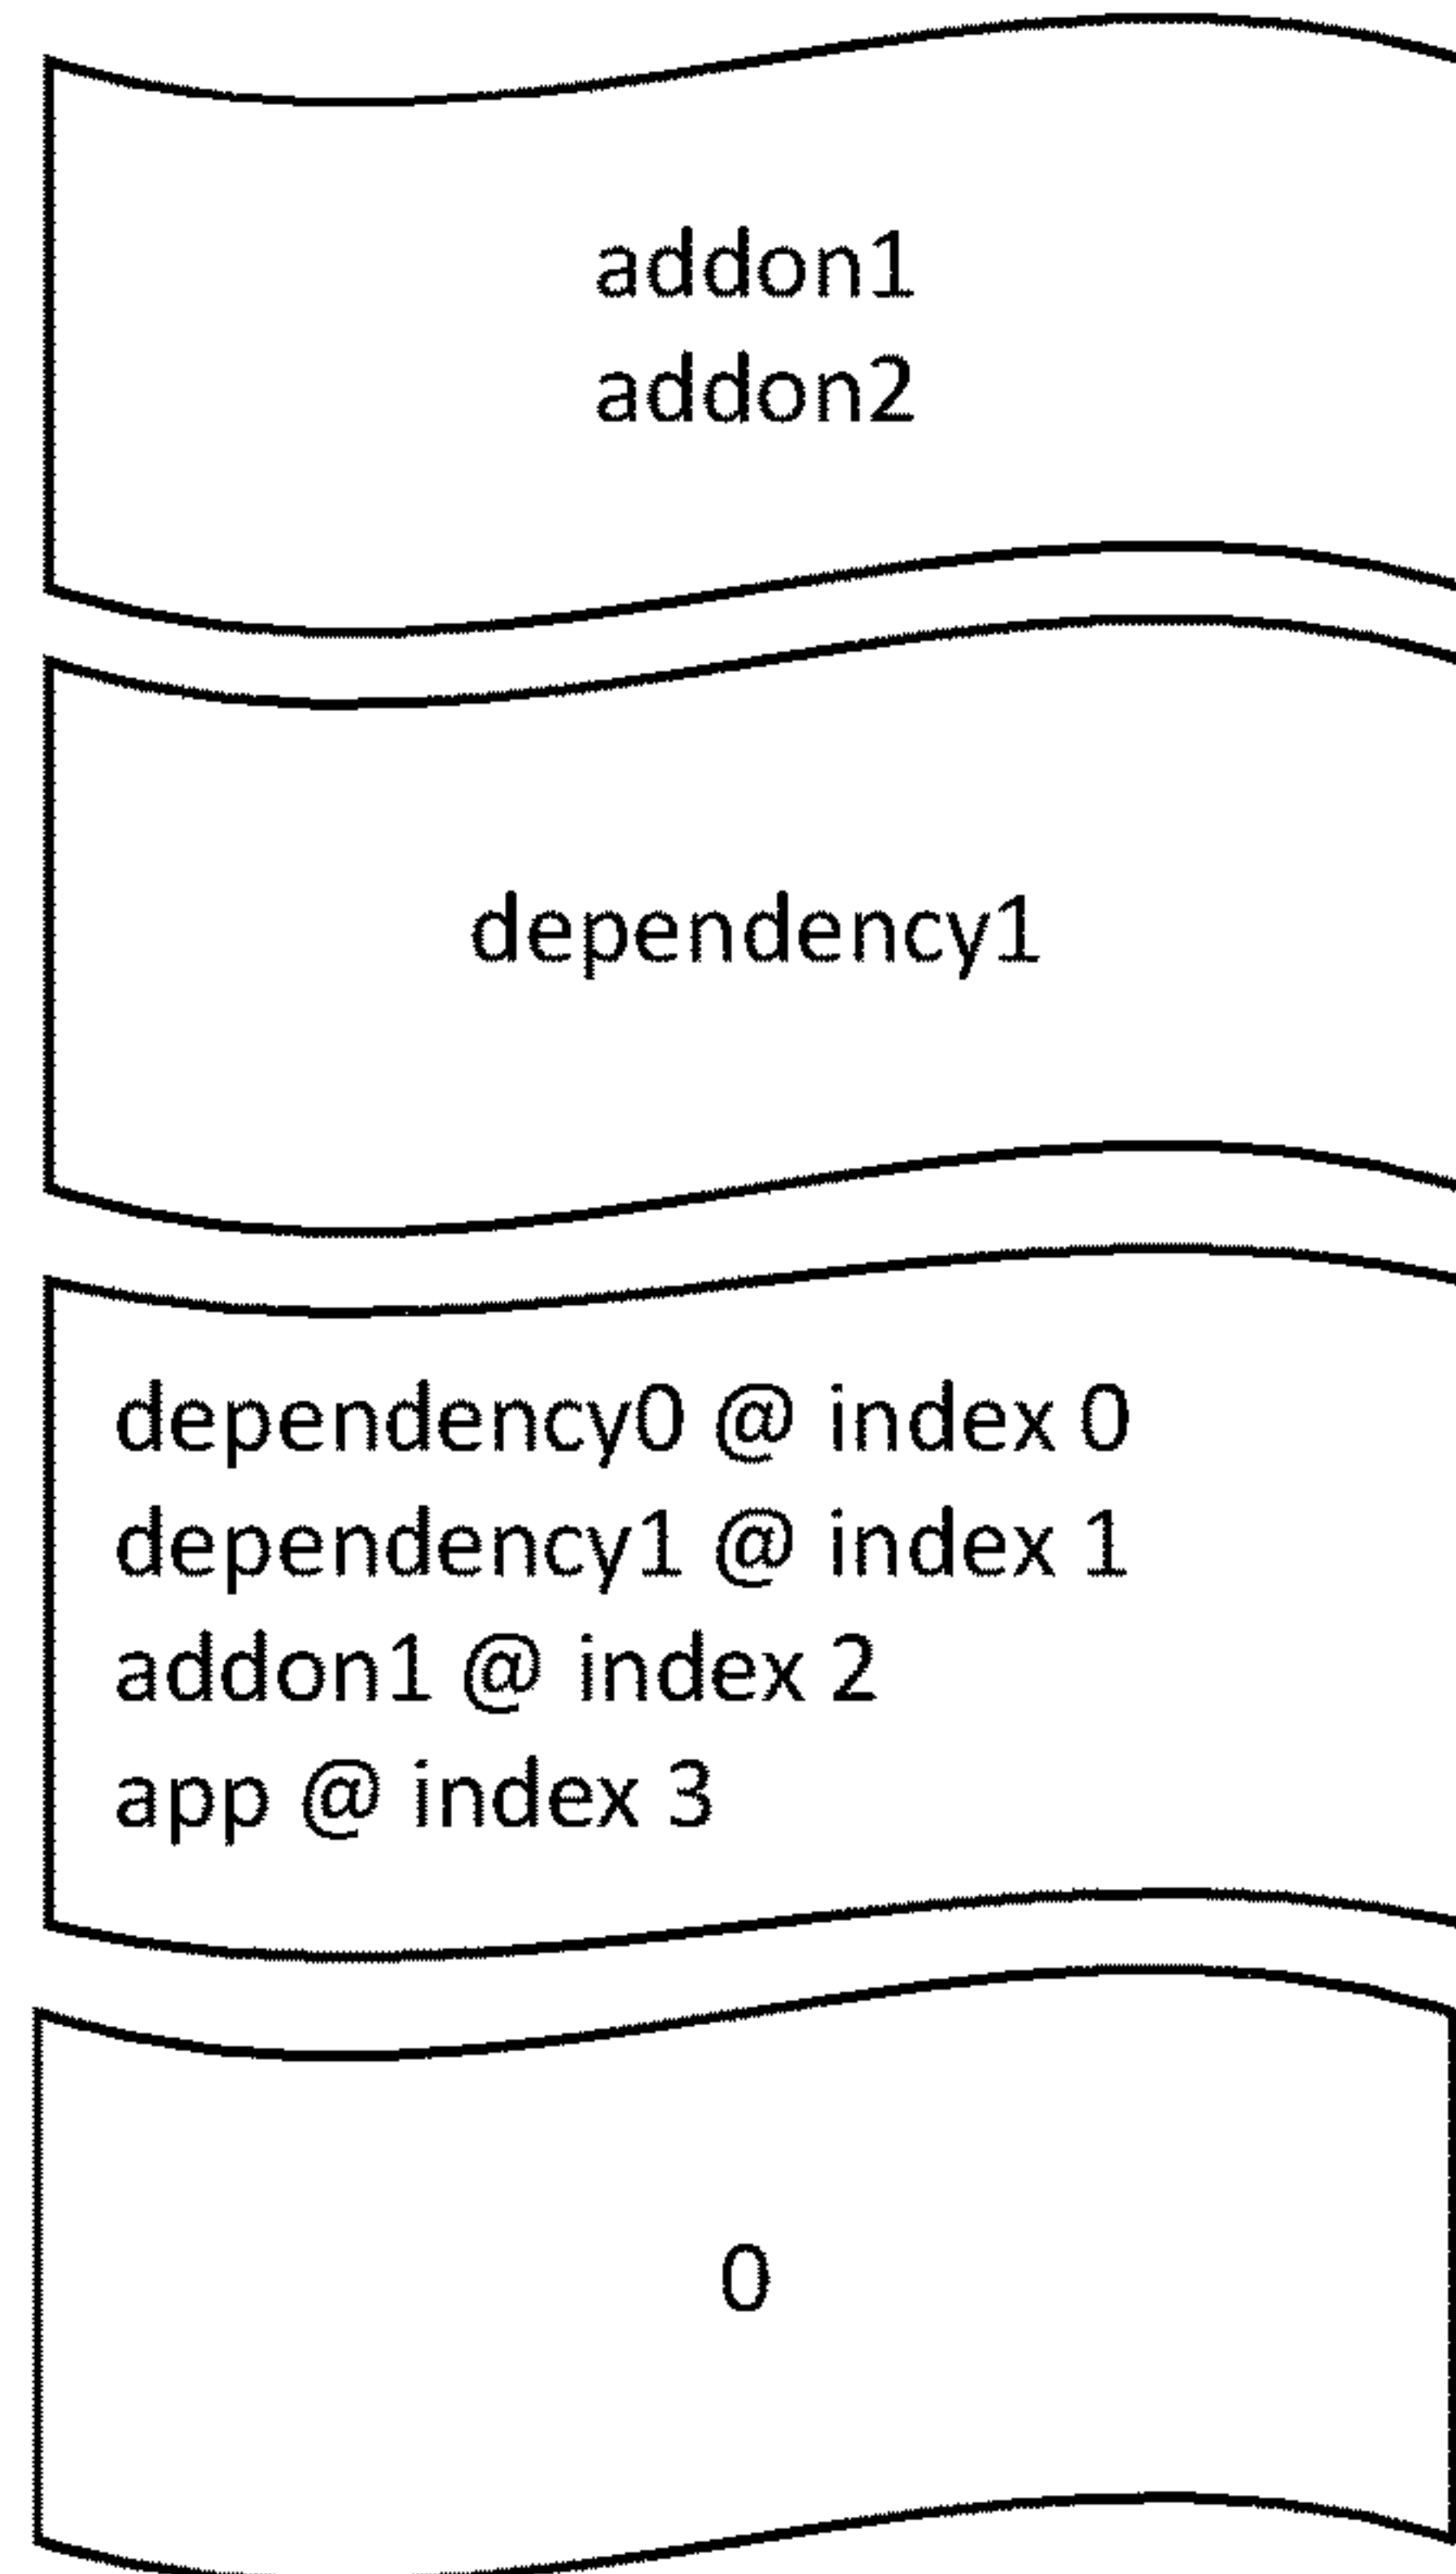 addon1
addon2
dependency1
dependency0 @ index 0
dependency1 @ index 1
addon1 @ index 2
app @ index 3
0